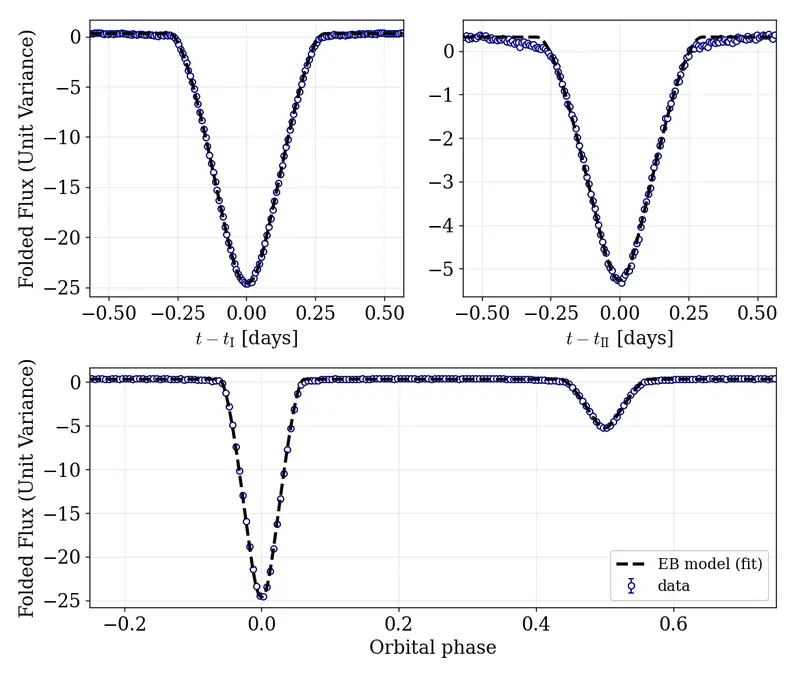 Folded Flux (Unit Variance)
0
−5
−10
−15
−20
−25
−0.50 −0.25 0.00 0.25 0.50
t − tI [days]
0
−1
−2
−3
−4
−5
−0.50 −0.25 0.00 0.25 0.50
t − tII [days]
Folded Flux (Unit Variance)
0
−5
−10
−15
−20
−25
EB model (fit)
data
−0.2 0.0 0.2 0.4 0.6
Orbital phase